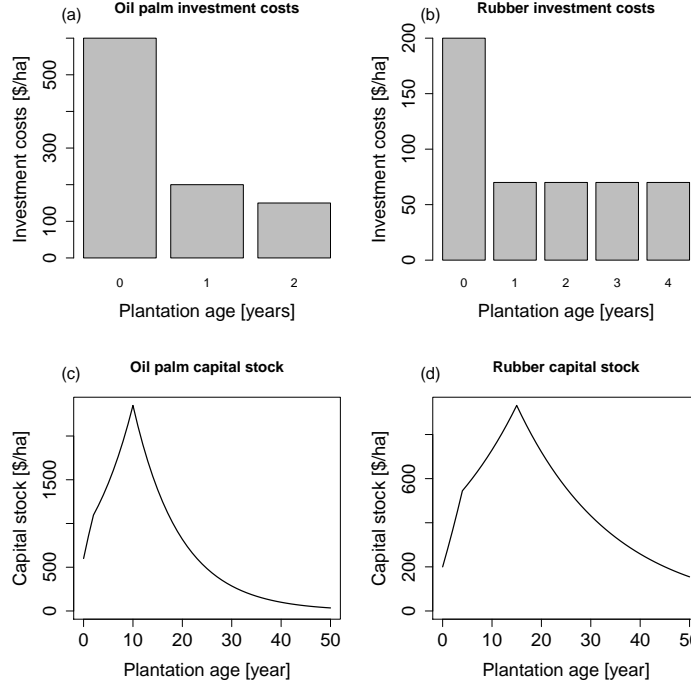 (a) Oil palm investment costs
Investment costs [$/ha]
0 100 300 500
0 1 2
Plantation age [years]
(b) Rubber investment costs
Investment costs [$/ha]
0 50 100 150 200
0 1 2 3 4
Plantation age [years]
(c) Oil palm capital stock
Capital stock [$/ha]
0 500 1500
0 10 20 30 40 50
Plantation age [year]
(d) Rubber capital stock
Capital stock [$/ha]
0 200 600
0 10 20 30 40 50
Plantation age [year]